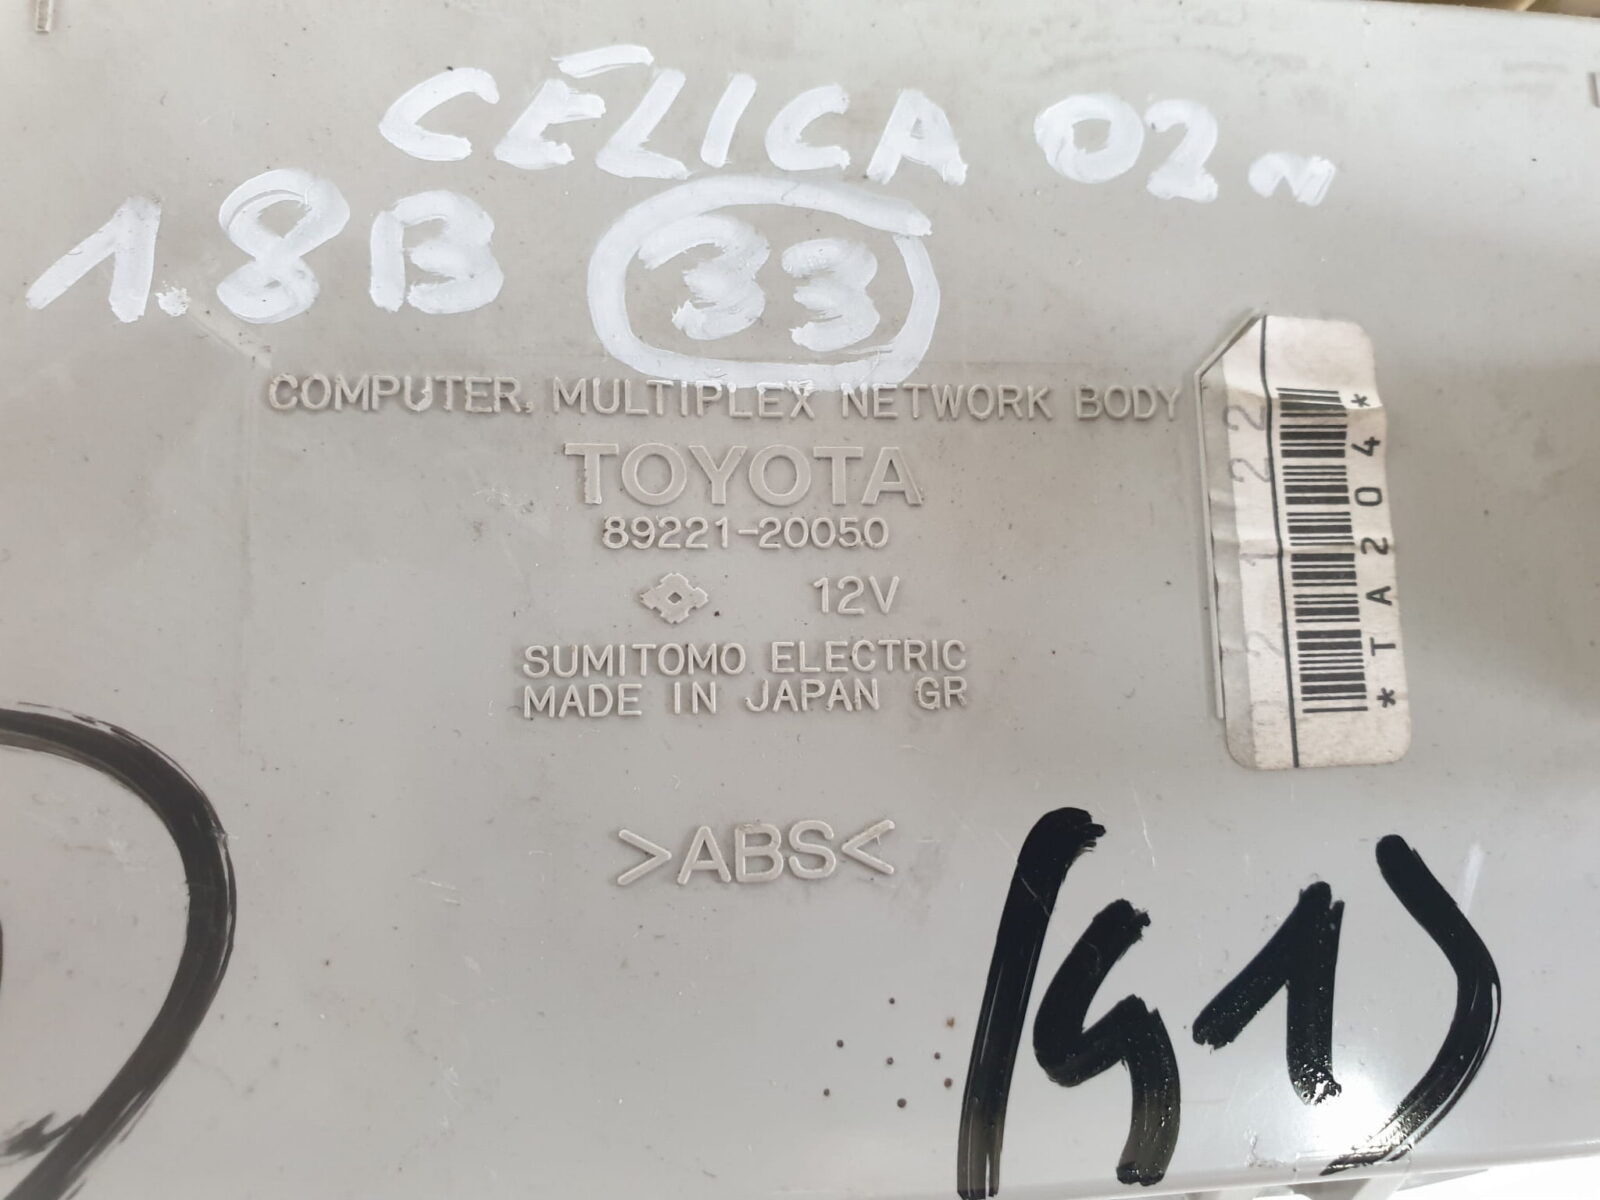 CELICA 02
1.8B 33
COMPUTER, MULTIPLEX NETWORK BODY
TOYOTA
89221-20050
12V
SUMITOMO ELECTRIC
MADE IN JAPAN GR
>ABS<
02122
*TA204*